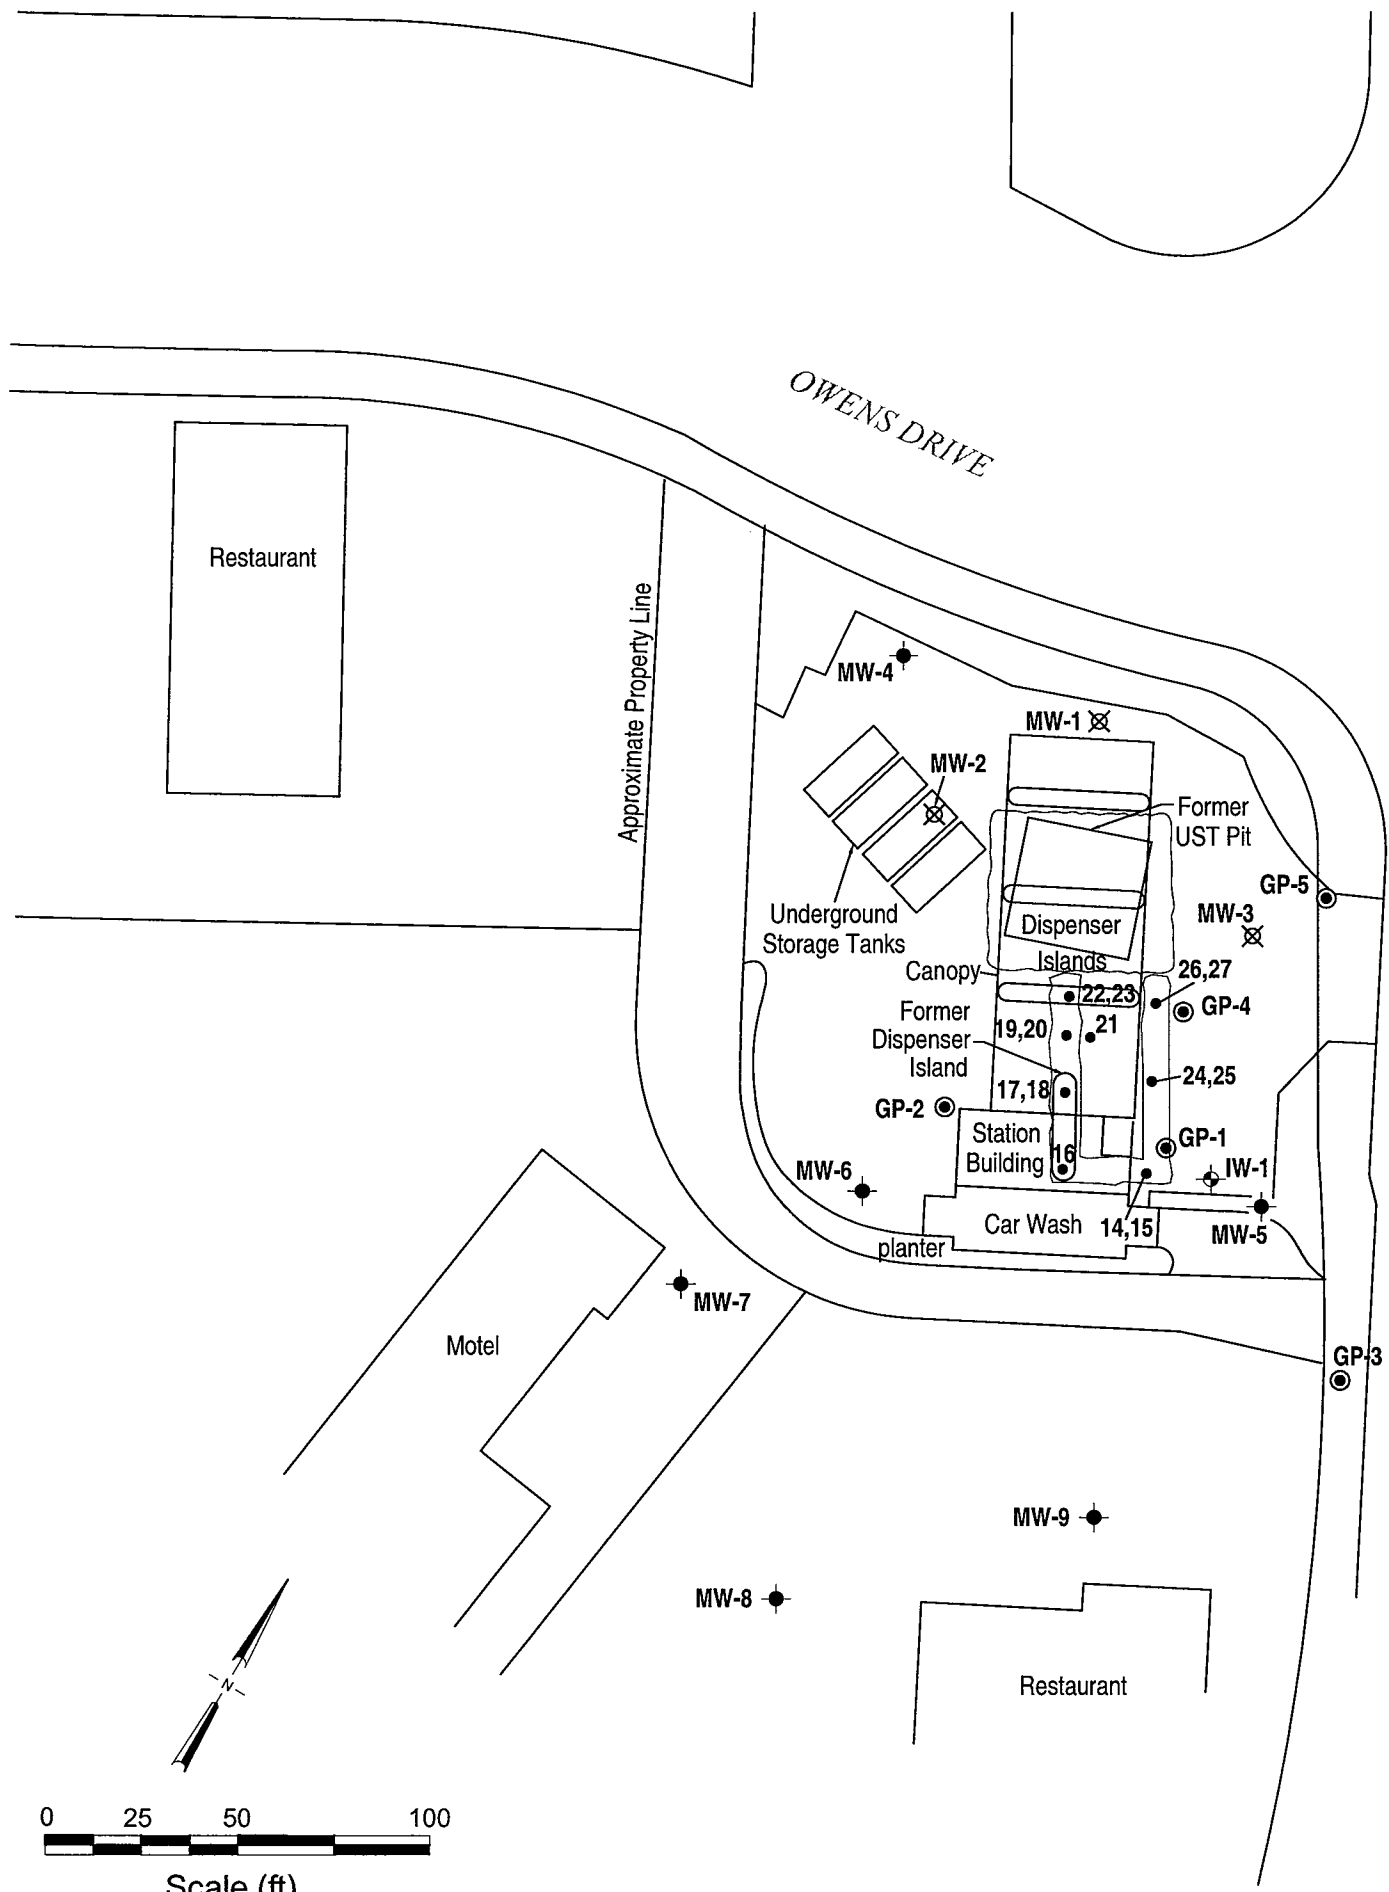 OWENS DRIVE
Restaurant
Approximate Property Line
MW-4
MW-1
MW-2
Former
UST Pit
GP-5
MW-3
Underground
Storage Tanks
Dispenser
Islands
Canopy
26,27
22,23
GP-4
Former
Dispenser
Island
19,20
21
17,18
24,25
GP-2
Station
Building
16
GP-1
MW-6
IW-1
Car Wash
14,15
MW-5
planter
MW-7
Motel
GP-3
MW-9
MW-8
Restaurant
N
0 25 50 100
Scale (ft)